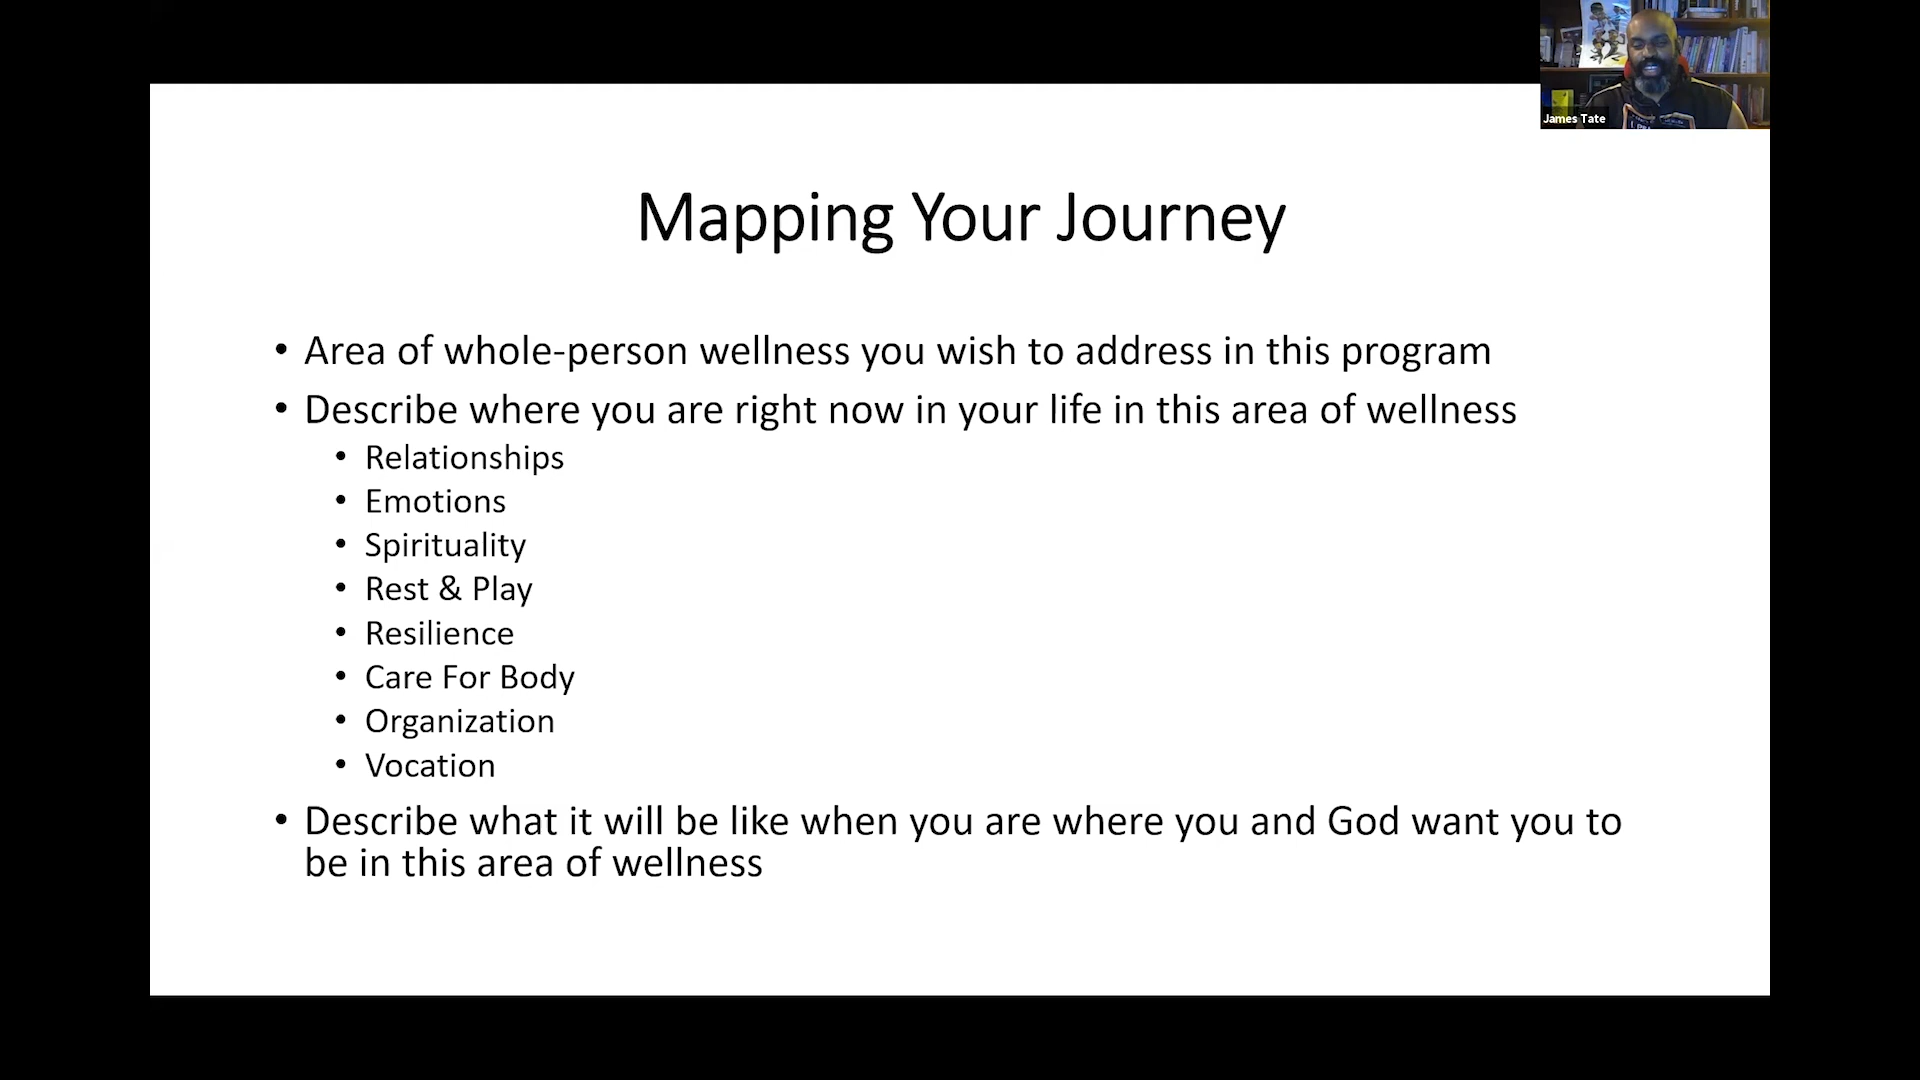 James Tate
Mapping Your Journey
• Area of whole-person wellness you wish to address in this program
• Describe where you are right now in your life in this area of wellness
• Relationships
• Emotions
• Spirituality
• Rest & Play
• Resilience
• Care For Body
• Organization
• Vocation
• Describe what it will be like when you are where you and God want you to
be in this area of wellness